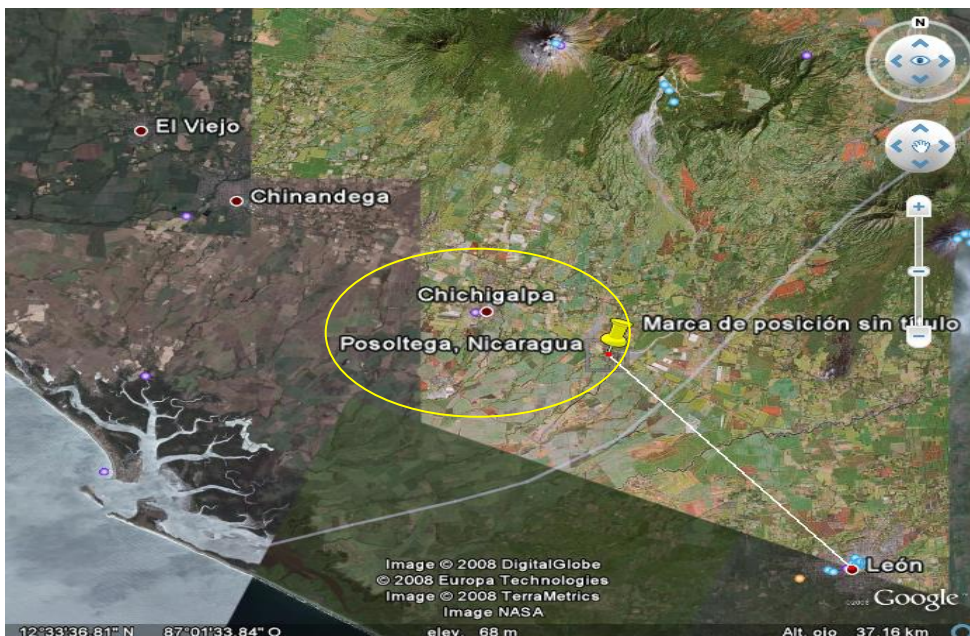 N
El Viejo
Chinandega
Chichigalpa
Marca de posición sin título
Posoltega, Nicaragua
León
Image © 2008 DigitalGlobe
© 2008 Europa Technologies
Image © 2008 TerraMetrics
Image NASA
©2008 Google
12°33'36.81" N 87°01'33.84" O elev. 68 m Alt. ojo 37.16 km